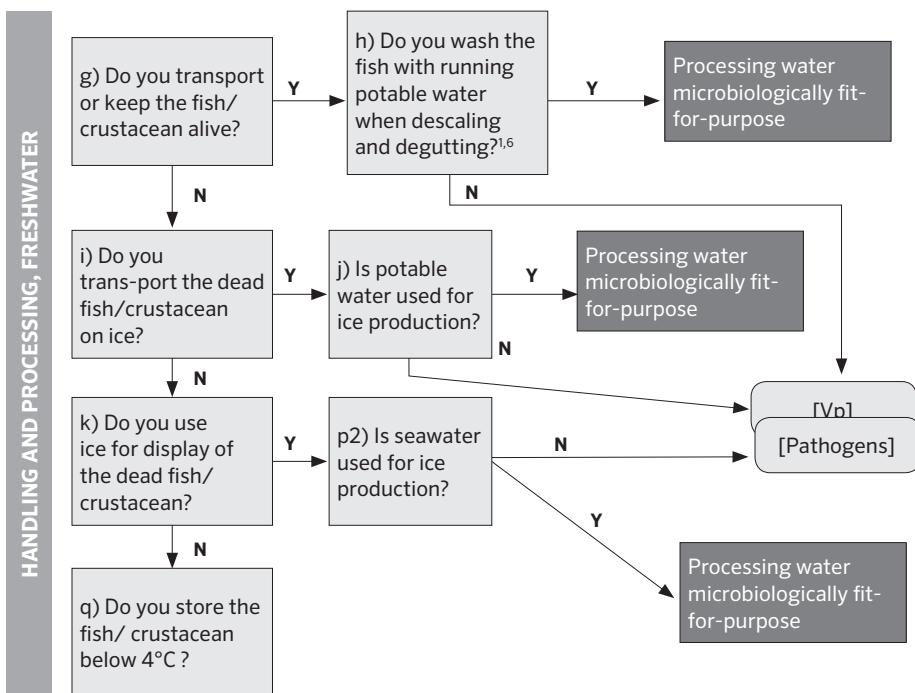 HANDLING AND PROCESSING, FRESHWATER
g) Do you transport
or keep the fish/
crustacean alive?
Y
h) Do you wash the
fish with running
potable water
when descaling
and degutting?1,6
Y
Processing water
microbiologically fit-
for-purpose
N
N
i) Do you
trans-port the dead
fish/crustacean
on ice?
Y
j) Is potable
water used for
ice production?
Y
Processing water
microbiologically fit-
for-purpose
N
N
[Vp]
[Pathogens]
k) Do you use
ice for display of
the dead fish/
crustacean?
Y
p2) Is seawater
used for ice
production?
N
Y
N
Processing water
microbiologically fit-
for-purpose
q) Do you store the
fish/ crustacean
below 4°C ?